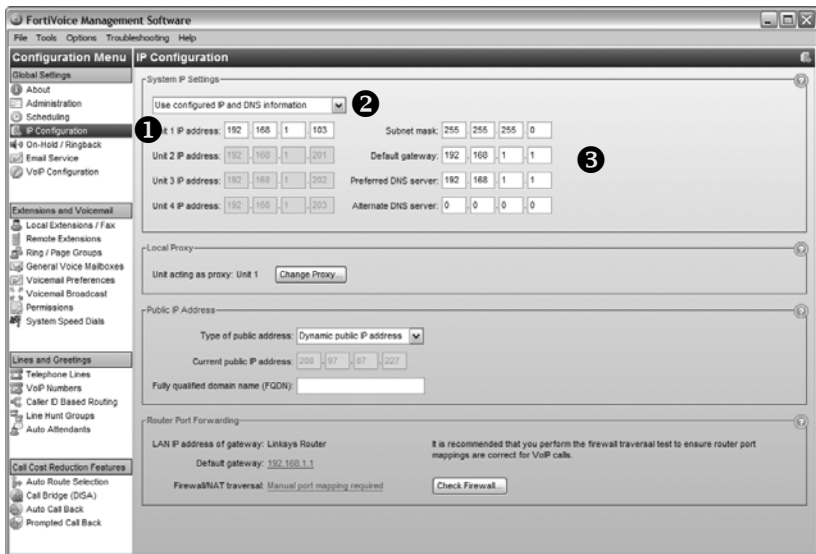 FortiVoice Management Software
File Tools Options Troubleshooting Help
Configuration Menu
Global Settings
About
Administration
Scheduling
IP Configuration
On-Hold / Ringback
Email Service
VoIP Configuration
Extensions and Voicemail
Local Extensions / Fax
Remote Extensions
Ring / Page Groups
General Voice Mailboxes
Voicemail Preferences
Voicemail Broadcast
Permissions
System Speed Dials
Lines and Greetings
Telephone Lines
VoIP Numbers
Caller ID Based Routing
Line Hunt Groups
Auto Attendants
Call Cost Reduction Features
Auto Route Selection
Call Bridge (DISA)
Auto Call Back
Prompted Call Back
IP Configuration
System IP Settings
Use configured IP and DNS information
2
1
1 IP address: 192 . 168 . 1 . 103
Subnet mask: 255 . 255 . 255 . 0
Unit 2 IP address: 192 . 168 . 1 . 201
Default gateway: 192 . 168 . 1 . 1
3
Unit 3 IP address: 192 . 168 . 1 . 202
Preferred DNS server: 192 . 168 . 1 . 1
Unit 4 IP address: 192 . 168 . 1 . 203
Alternate DNS server: 0 . 0 . 0 . 0
Local Proxy
Unit acting as proxy: Unit 1
Change Proxy...
Public IP Address
Type of public address: Dynamic public IP address
Current public IP address: 208 . 97 . 87 . 227
Fully qualified domain name (FQDN):
Router Port Forwarding
LAN IP address of gateway: Linksys Router
Default gateway: 192.168.1.1
Firewall/NAT traversal: Manual port mapping required
It is recommended that you perform the firewall traversal test to ensure router port
mappings are correct for VoIP calls.
Check Firewall...